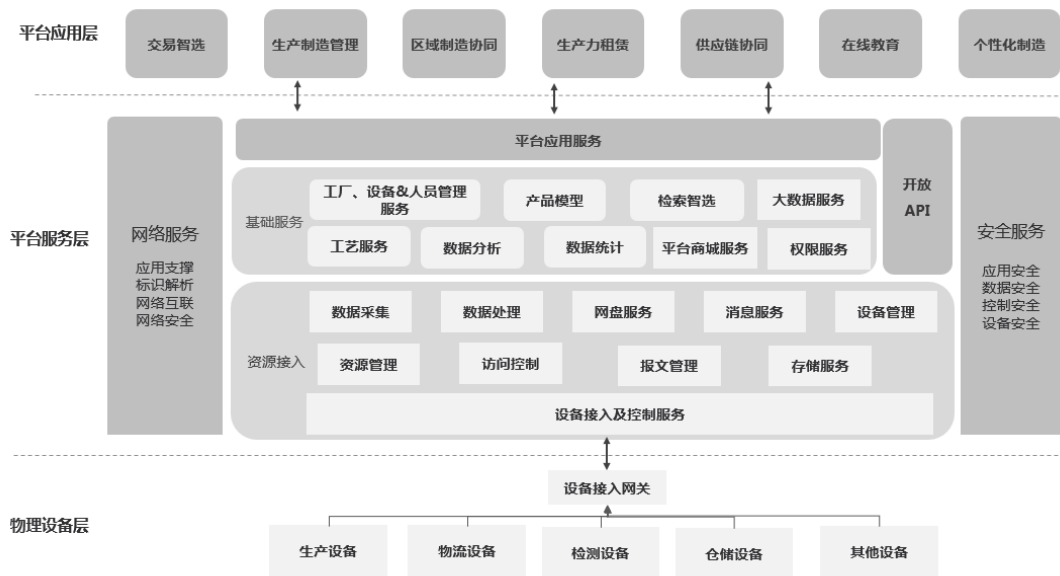 平台应用层
交易智选
生产制造管理
区域制造协同
生产力租赁
供应链协同
在线教育
个性化制造
平台服务层
网络服务
应用支撑
标识解析
网络互联
网络安全
平台应用服务
基础服务
工厂、设备&人员管理
服务
产品模型
检索智选
大数据服务
工艺服务
数据分析
数据统计
平台商城服务
权限服务
开放
API
资源接入
数据采集
数据处理
网盘服务
消息服务
设备管理
资源管理
访问控制
报文管理
存储服务
设备接入及控制服务
安全服务
应用安全
数据安全
控制安全
设备安全
物理设备层
设备接入网关
生产设备
物流设备
检测设备
仓储设备
其他设备